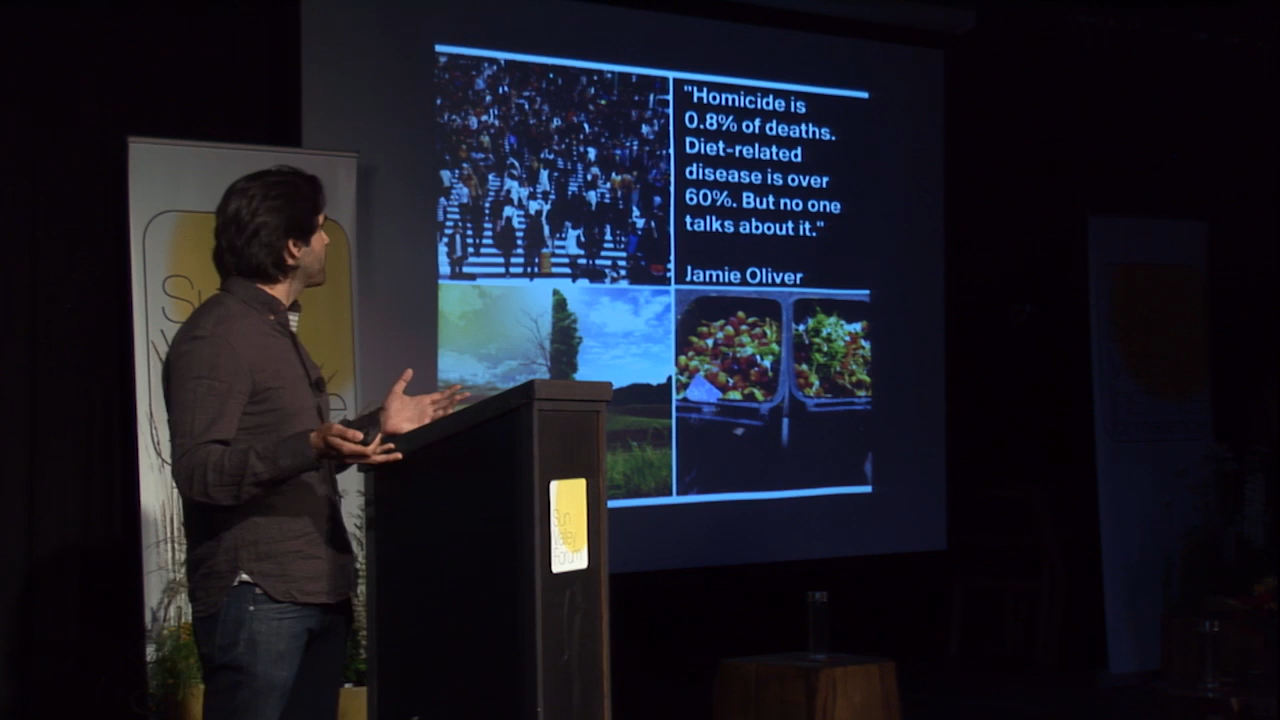 "Homicide is
0.8% of deaths.
Diet-related
disease is over
60%. But no one
talks about it."
Jamie Oliver
Sun
Valley
Forum